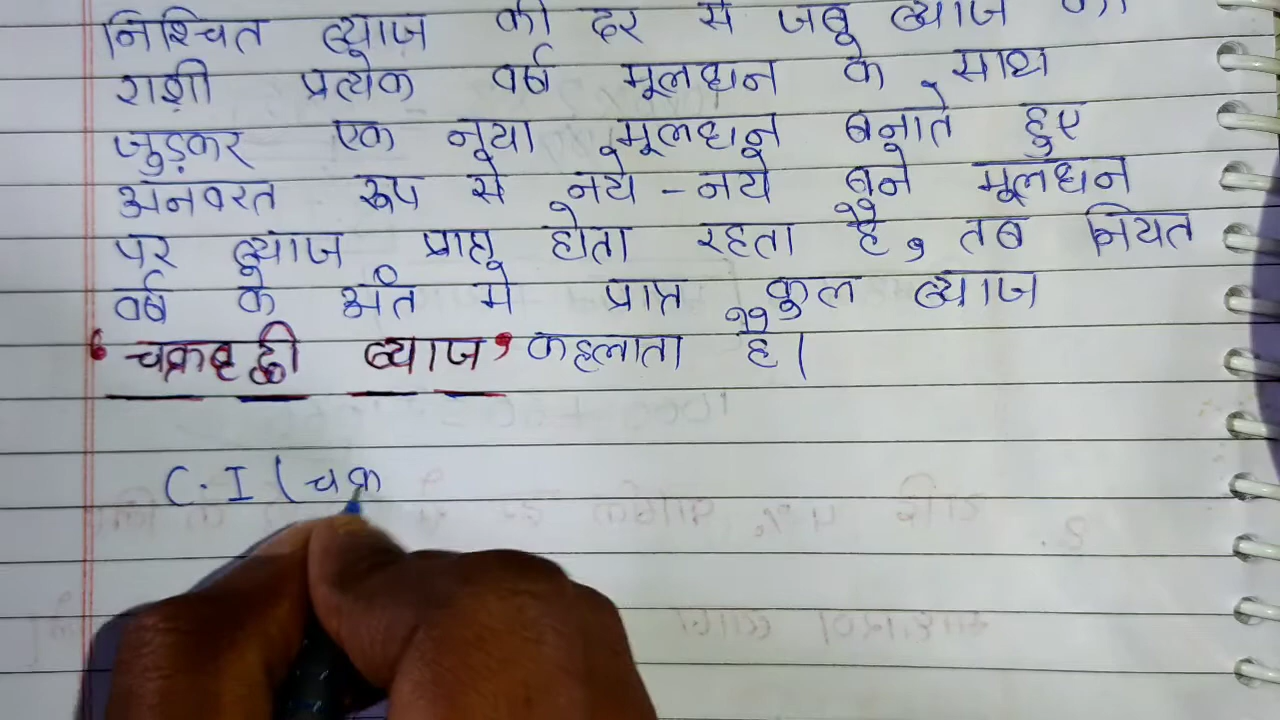 निश्चित ब्याज की दर से जब ब्याज की
राशी प्रत्येक वर्ष मूलधन के साथ
जुड़कर एक नया मूलधन बनाते हुए
अनवरत रूप से नये-नये बने मूलधन
पर ब्याज प्राप्त होता रहता है, तब नियत
वर्ष के अंत मे प्राप्त कुल ब्याज
'चक्रवृद्धी ब्याज' कहलाता है।
C.I (चक्र